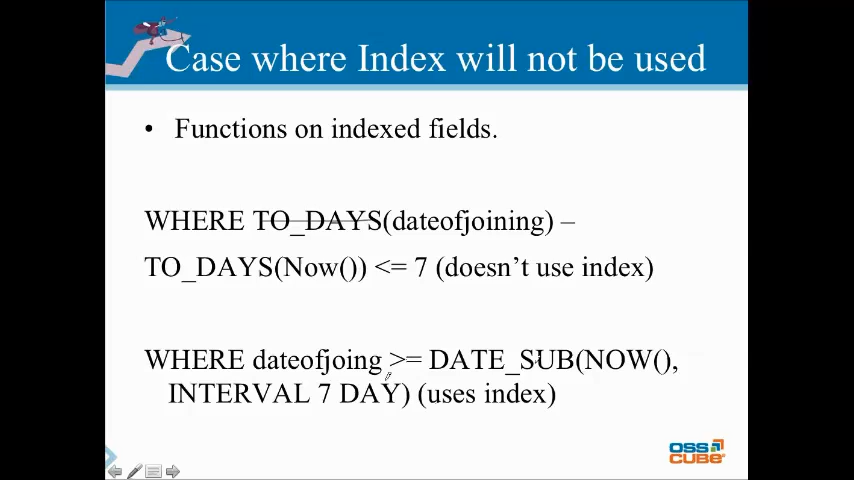 Case where Index will not be used
• Functions on indexed fields.
WHERE TO_DAYS(dateofjoining) –
TO_DAYS(Now()) <= 7 (doesn’t use index)
WHERE dateofjoing >= DATE_SUB(NOW(),
INTERVAL 7 DAY) (uses index)
OSS
CUBE